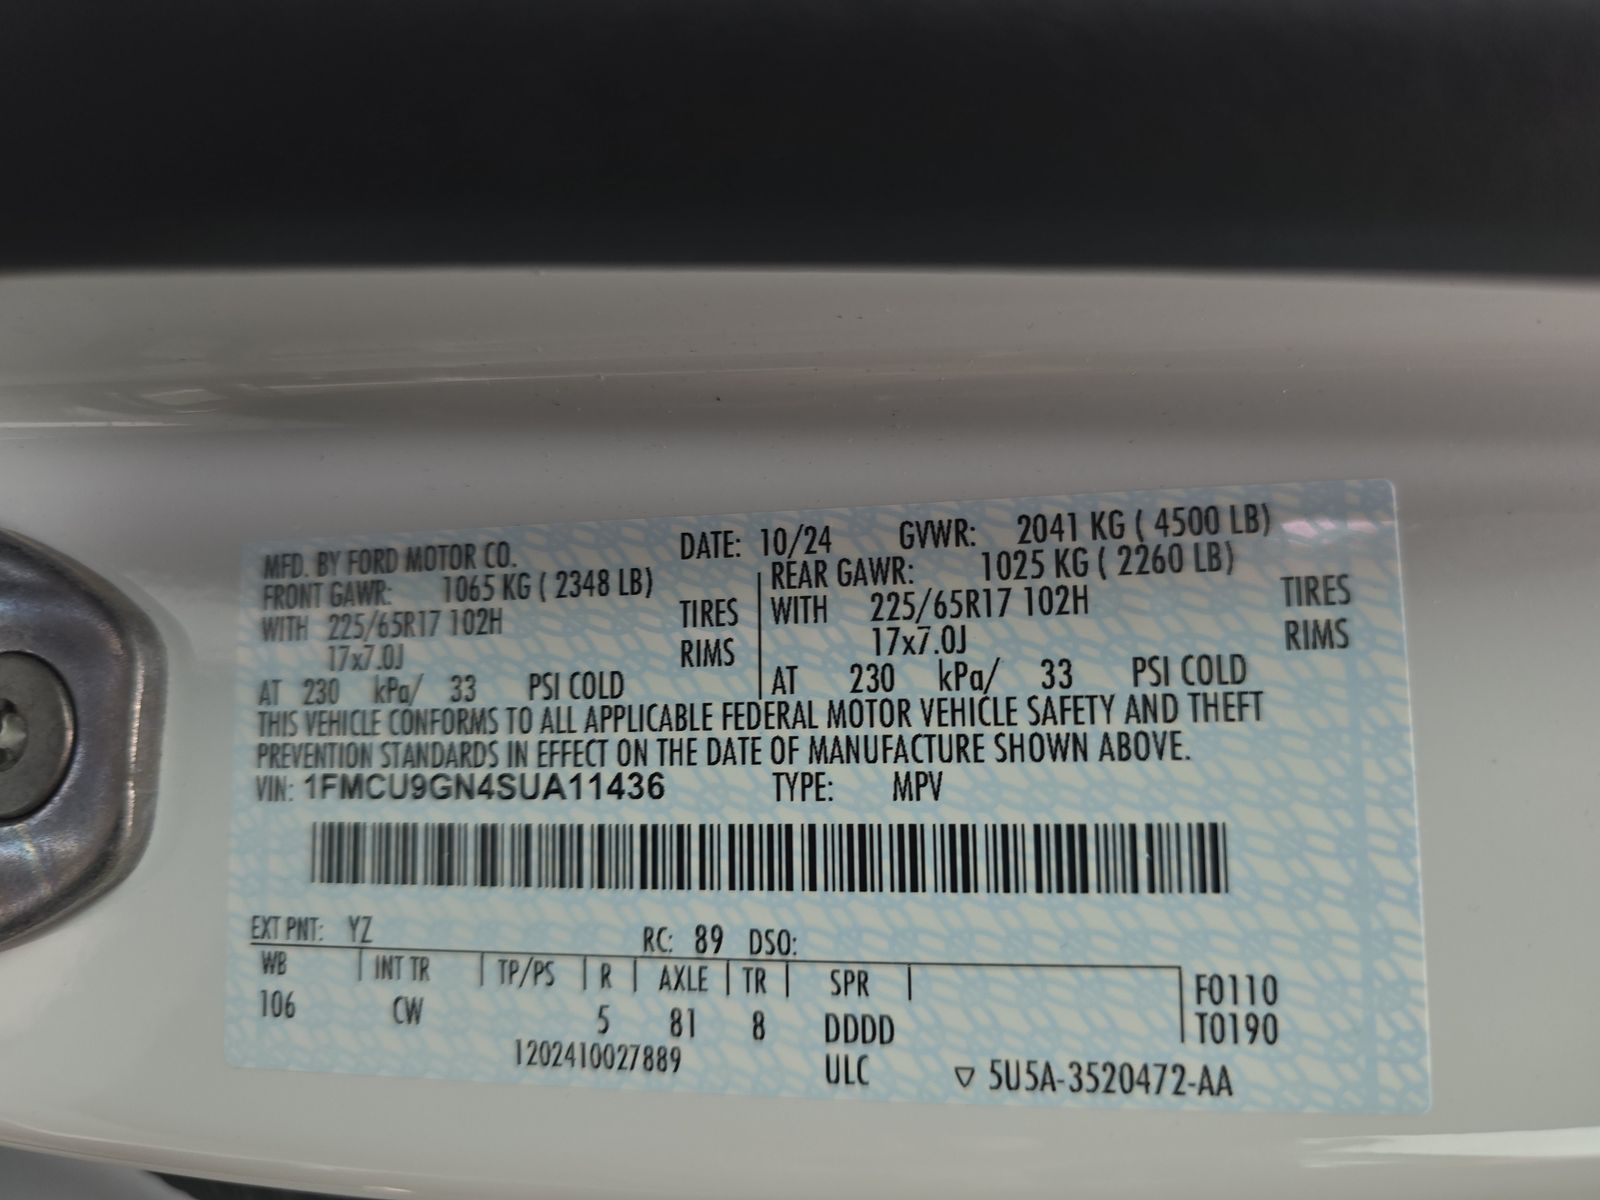 MFD. BY FORD MOTOR CO. DATE: 10/24 GVWR: 2041 KG ( 4500 LB)
FRONT GAWR: 1065 KG ( 2348 LB) REAR GAWR: 1025 KG ( 2260 LB)
WITH 225/65R17 102H TIRES WITH 225/65R17 102H TIRES
17x7.0J RIMS 17x7.0J RIMS
AT 230 kPa/ 33 PSI COLD AT 230 kPa/ 33 PSI COLD
THIS VEHICLE CONFORMS TO ALL APPLICABLE FEDERAL MOTOR VEHICLE SAFETY AND THEFT
PREVENTION STANDARDS IN EFFECT ON THE DATE OF MANUFACTURE SHOWN ABOVE.
VIN: 1FMCU9GN4SUA11436 TYPE: MPV
EXT PNT: YZ RC: 89 DSO:
WB INT TR TP/PS R AXLE TR SPR F0110
106 CW 5 81 8 DDDD T0190
1202410027889 ULC ▽ 5U5A-3520472-AA